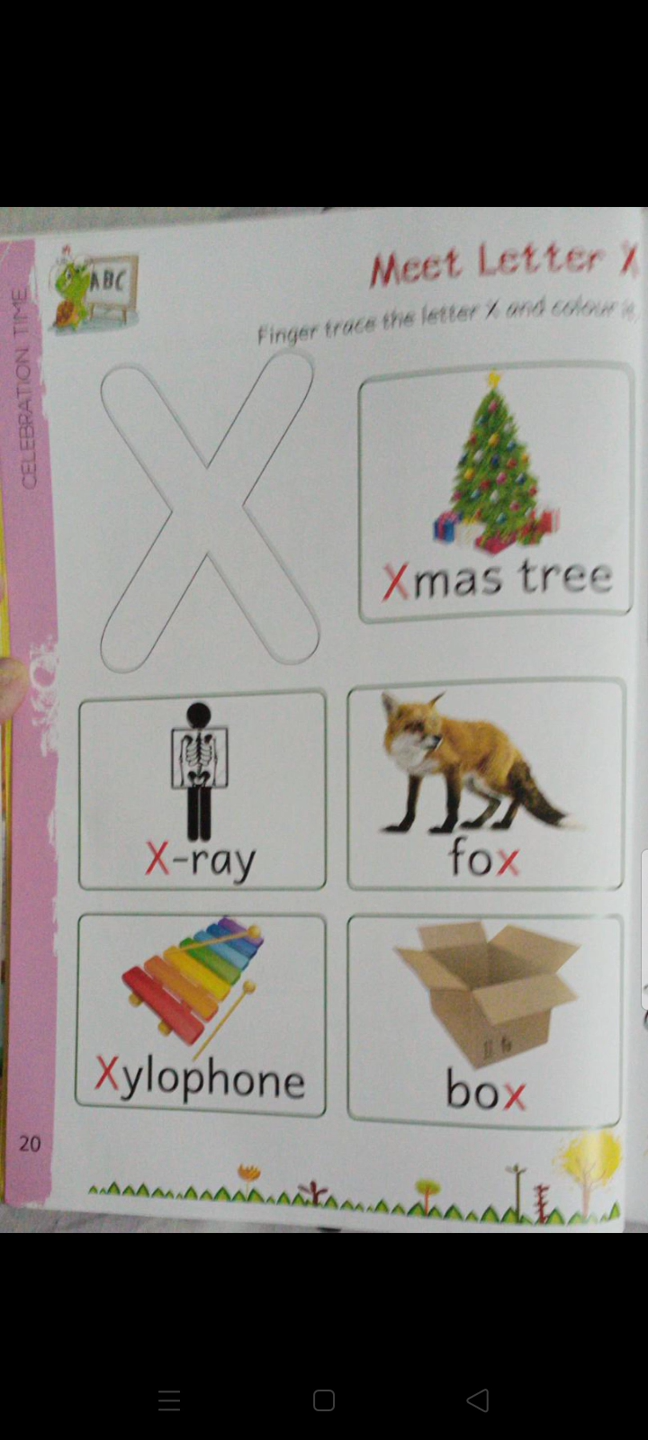 CELEBRATION TIME
ABC
Meet Letter X
Finger trace the letter X and colour
X
Xmas tree
X-ray
fox
Xylophone
box
20